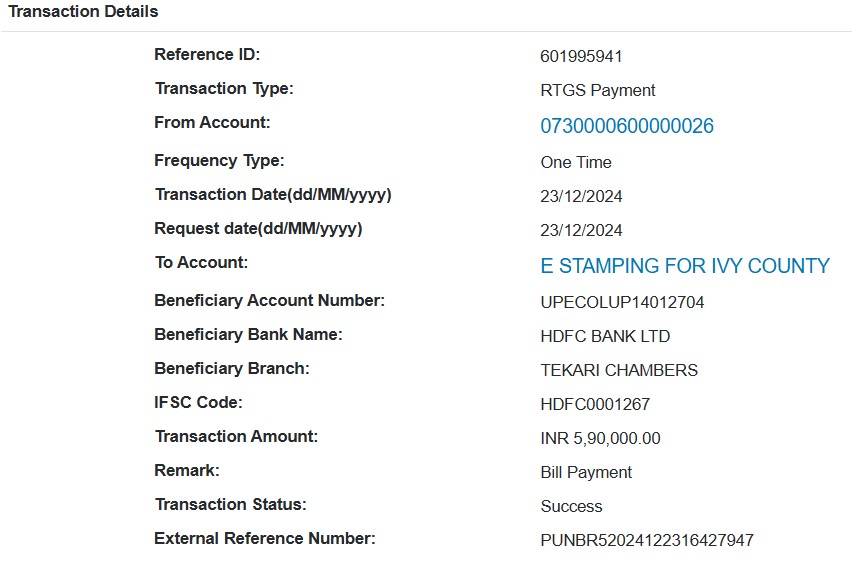 Transaction Details
Reference ID: 601995941
Transaction Type: RTGS Payment
From Account: 0730000600000026
Frequency Type: One Time
Transaction Date(dd/MM/yyyy) 23/12/2024
Request date(dd/MM/yyyy) 23/12/2024
To Account: E STAMPING FOR IVY COUNTY
Beneficiary Account Number: UPECOLUP14012704
Beneficiary Bank Name: HDFC BANK LTD
Beneficiary Branch: TEKARI CHAMBERS
IFSC Code: HDFC0001267
Transaction Amount: INR 5,90,000.00
Remark: Bill Payment
Transaction Status: Success
External Reference Number: PUNBR52024122316427947